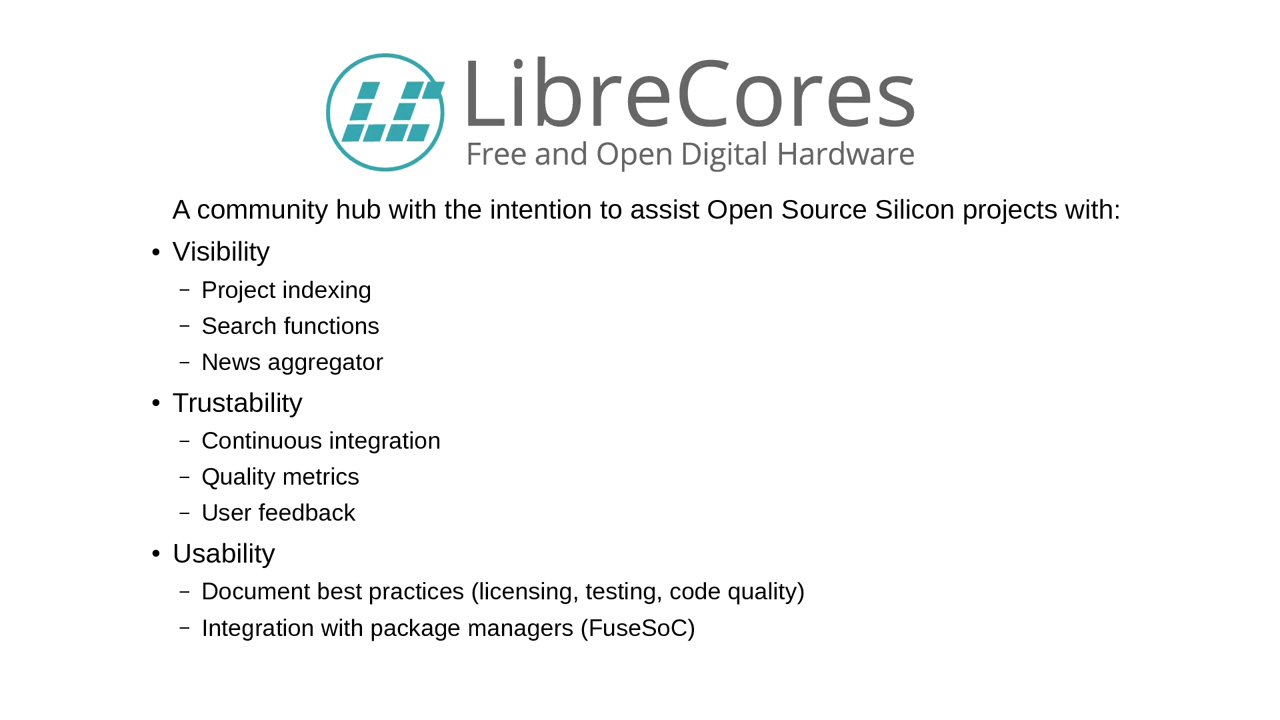 LibreCores
Free and Open Digital Hardware
A community hub with the intention to assist Open Source Silicon projects with:
• Visibility
– Project indexing
– Search functions
– News aggregator
• Trustability
– Continuous integration
– Quality metrics
– User feedback
• Usability
– Document best practices (licensing, testing, code quality)
– Integration with package managers (FuseSoC)